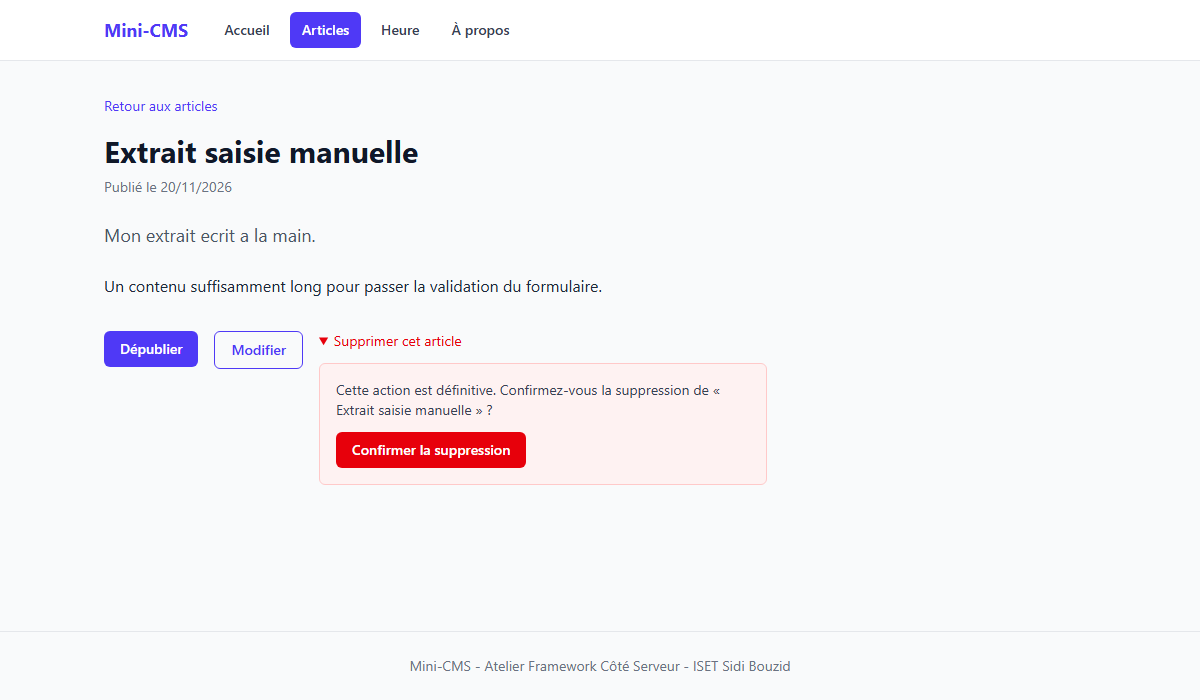 Mini-CMS Accueil Articles Heure À propos
Retour aux articles
Extrait saisie manuelle
Publié le 20/11/2026
Mon extrait ecrit a la main.
Un contenu suffisamment long pour passer la validation du formulaire.
Dépublier Modifier ▼ Supprimer cet article
Cette action est définitive. Confirmez-vous la suppression de «
Extrait saisie manuelle » ?
Confirmer la suppression
Mini-CMS - Atelier Framework Côté Serveur - ISET Sidi Bouzid